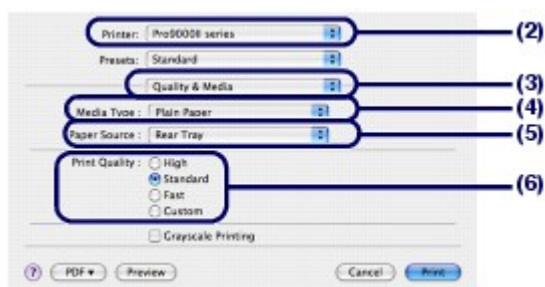 Printer: Pro9000II series (2)
Presets: Standard
Quality & Media (3)
Media Type : Plain Paper (4)
Paper Source : Rear Tray (5)
Print Quality : High
Standard (6)
Fast
Custom
Grayscale Printing
? PDF ▼ Preview Cancel Print